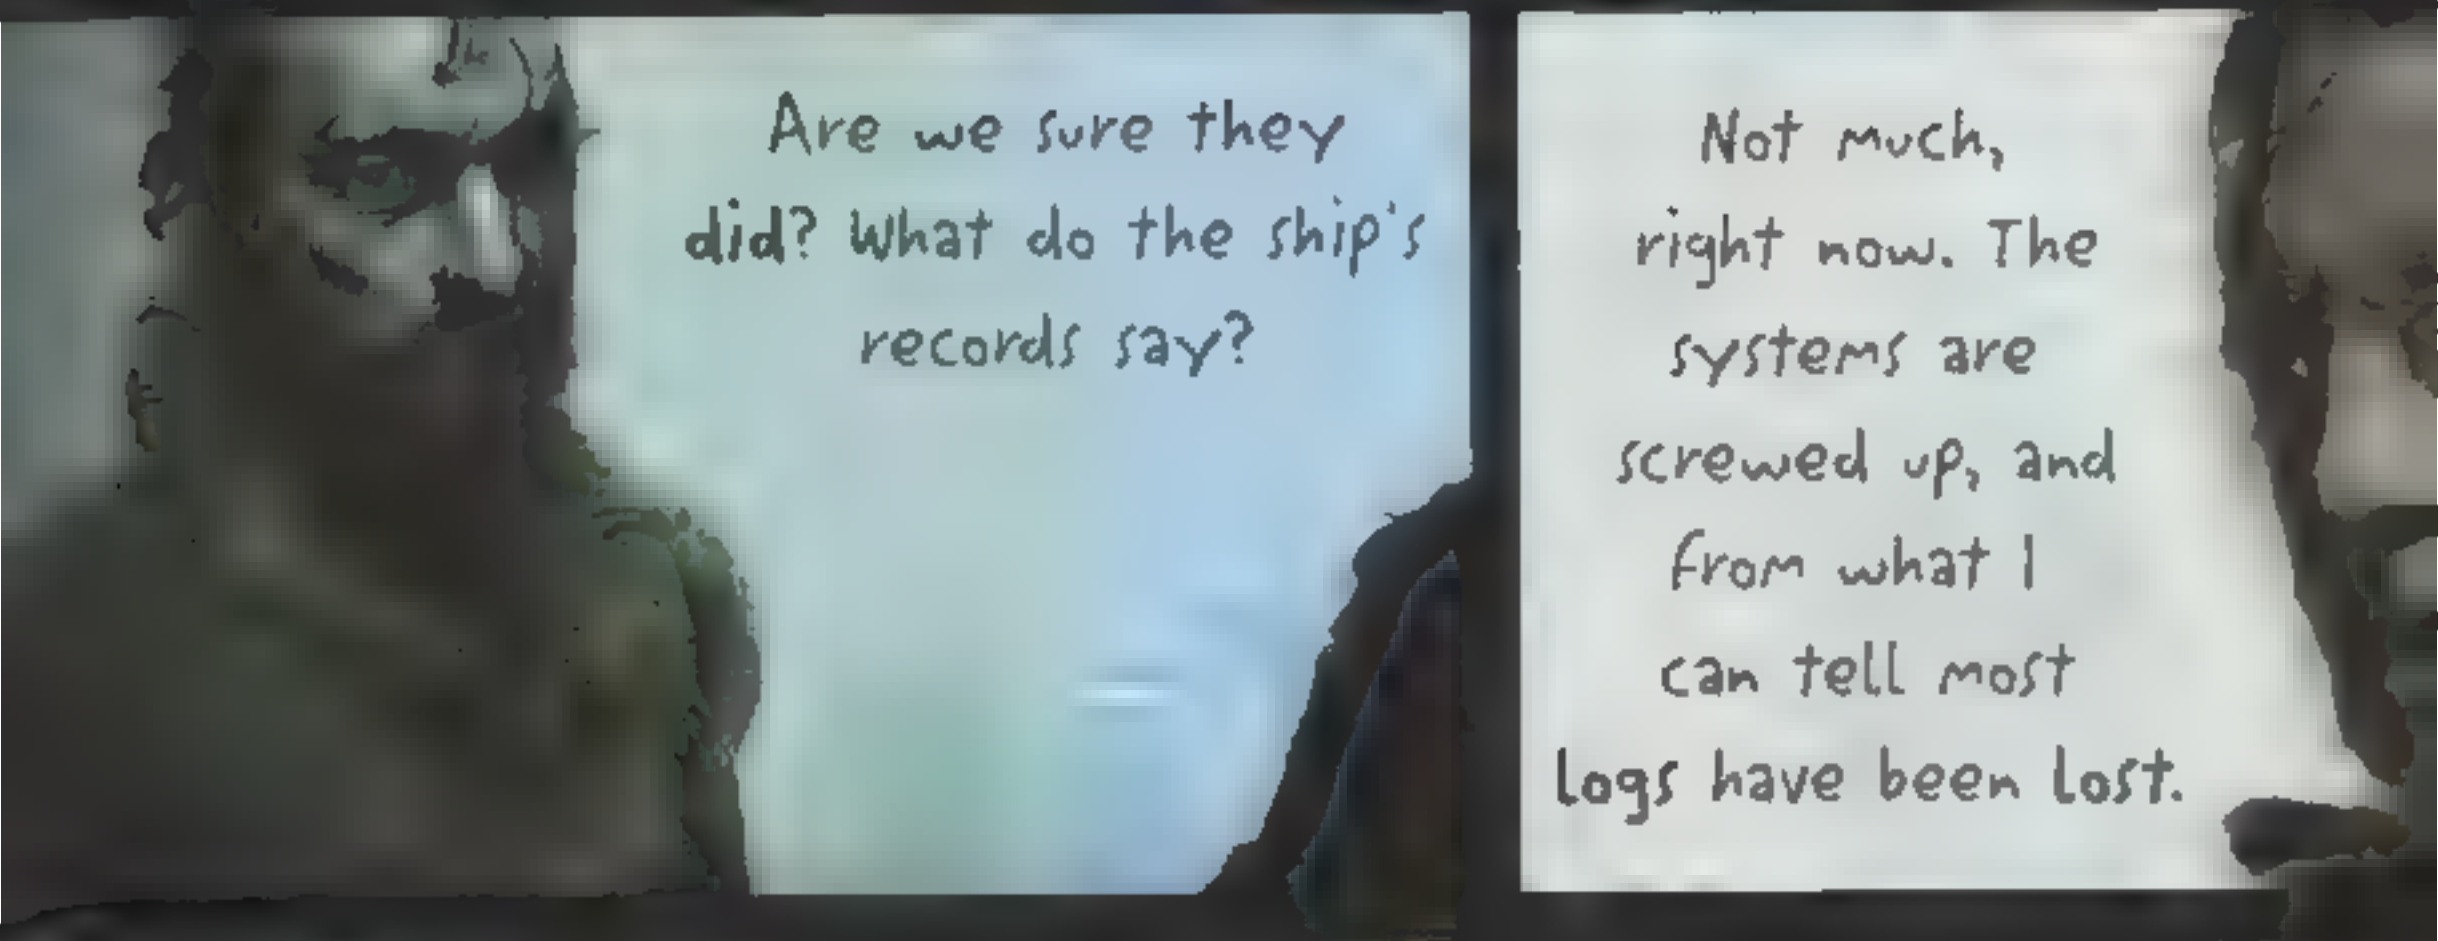 Are we sure they
did? What do the ship's
records say?
Not much,
right now. The
systems are
screwed up, and
from what I
can tell most
logs have been lost.